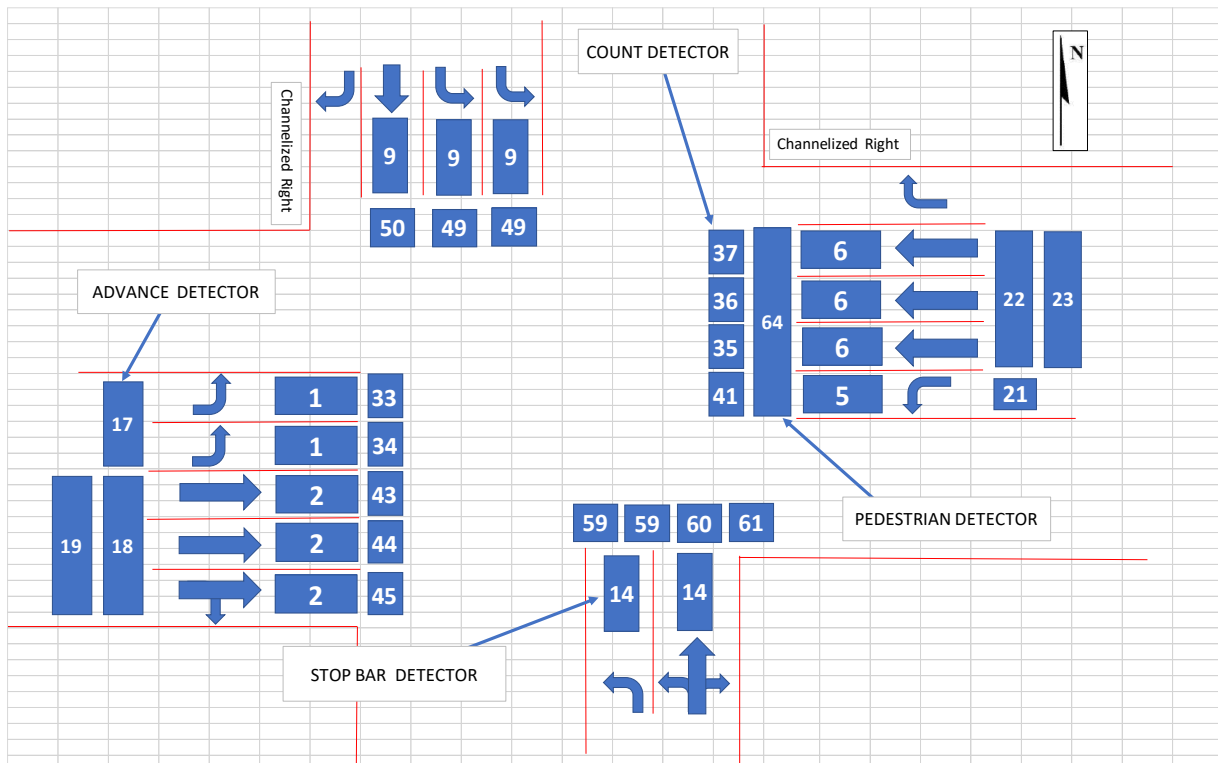 COUNT DETECTOR
N
Channelized Right
Channelized Right
9 9 9
50 49 49
ADVANCE DETECTOR
37 6
36 6
35 6
41 5
64
22 23
21
17
1 33
1 34
2 43
2 44
2 45
19 18
PEDESTRIAN DETECTOR
59 59 60 61
14 14
STOP BAR DETECTOR